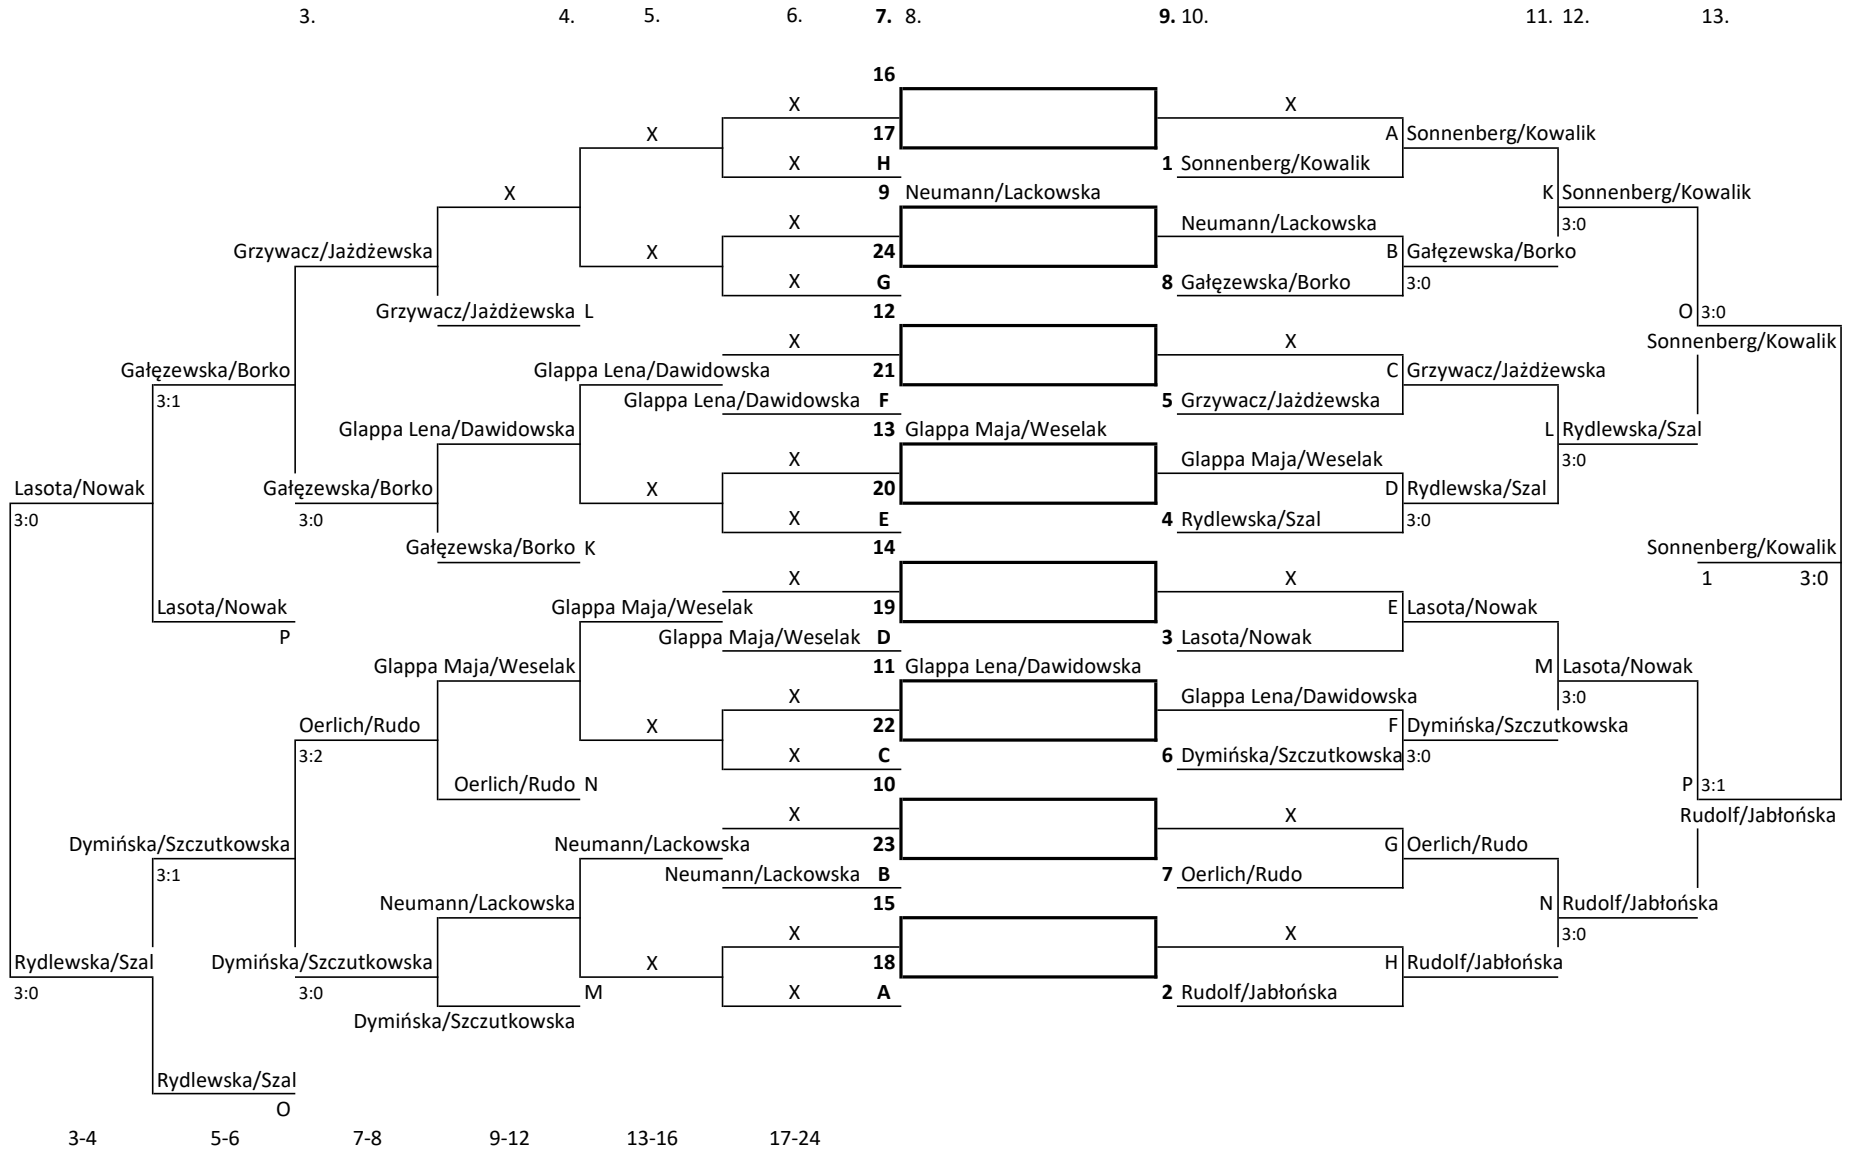 3. 4. 5. 6. 7. 8. 9. 10. 11. 12. 13.
16
X X
X 17 A Sonnenberg/Kowalik
X H 1 Sonnenberg/Kowalik
X 9 Neumann/Lackowska K Sonnenberg/Kowalik
X Neumann/Lackowska 3:0
Grzywacz/Jażdżewska X 24 B Gałęzewska/Borko
X G 8 Gałęzewska/Borko 3:0
Grzywacz/Jażdżewska L 12 O 3:0
X X Sonnenberg/Kowalik
Gałęzewska/Borko Glappa Lena/Dawidowska 21 C Grzywacz/Jażdżewska
3:1 Glappa Lena/Dawidowska F 5 Grzywacz/Jażdżewska
Glappa Lena/Dawidowska 13 Glappa Maja/Weselak L Rydlewska/Szal
X Glappa Maja/Weselak 3:0
Lasota/Nowak Gałęzewska/Borko X 20 D Rydlewska/Szal
3:0 3:0 X E 4 Rydlewska/Szal 3:0
Gałęzewska/Borko K 14 Sonnenberg/Kowalik
X X 1 3:0
Lasota/Nowak Glappa Maja/Weselak 19 E Lasota/Nowak
P Glappa Maja/Weselak D 3 Lasota/Nowak
Glappa Maja/Weselak 11 Glappa Lena/Dawidowska M Lasota/Nowak
X Glappa Lena/Dawidowska 3:0
Oerlich/Rudo X 22 F Dymińska/Szczutkowska
3:2 X C 6 Dymińska/Szczutkowska 3:0
Oerlich/Rudo N 10 P 3:1
X X Rudolf/Jabłońska
Dymińska/Szczutkowska Neumann/Lackowska 23 G Oerlich/Rudo
3:1 Neumann/Lackowska B 7 Oerlich/Rudo
Neumann/Lackowska 15 N Rudolf/Jabłońska
X X 3:0
Rydlewska/Szal Dymińska/Szczutkowska X 18 H Rudolf/Jabłońska
3:0 3:0 M X A 2 Rudolf/Jabłońska
Dymińska/Szczutkowska
Rydlewska/Szal
O
3-4 5-6 7-8 9-12 13-16 17-24